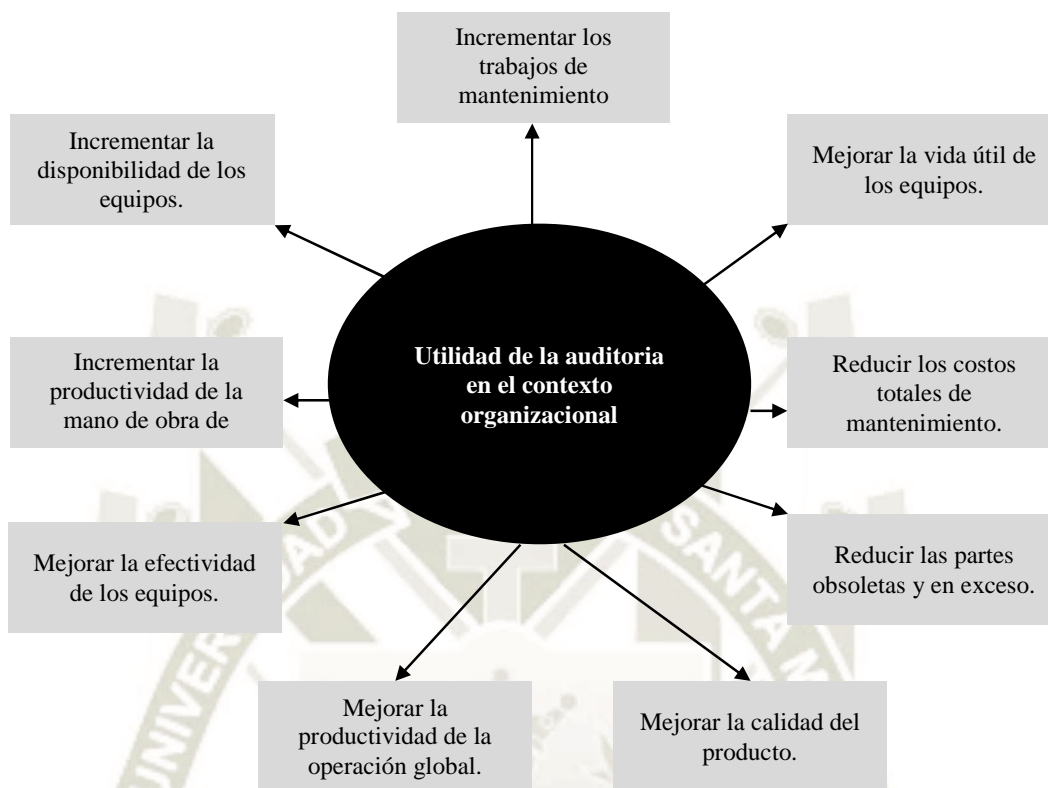 Incrementar los
trabajos de
mantenimiento
Incrementar la
disponibilidad de los
equipos.
Mejorar la vida útil de
los equipos.
Utilidad de la auditoria
en el contexto
organizacional
Incrementar la
productividad de la
mano de obra de
Reducir los costos
totales de
mantenimiento.
Mejorar la efectividad
de los equipos.
Reducir las partes
obsoletas y en exceso.
Mejorar la
productividad de la
operación global.
Mejorar la calidad del
producto.
UNIVER
DAD
SANTA M